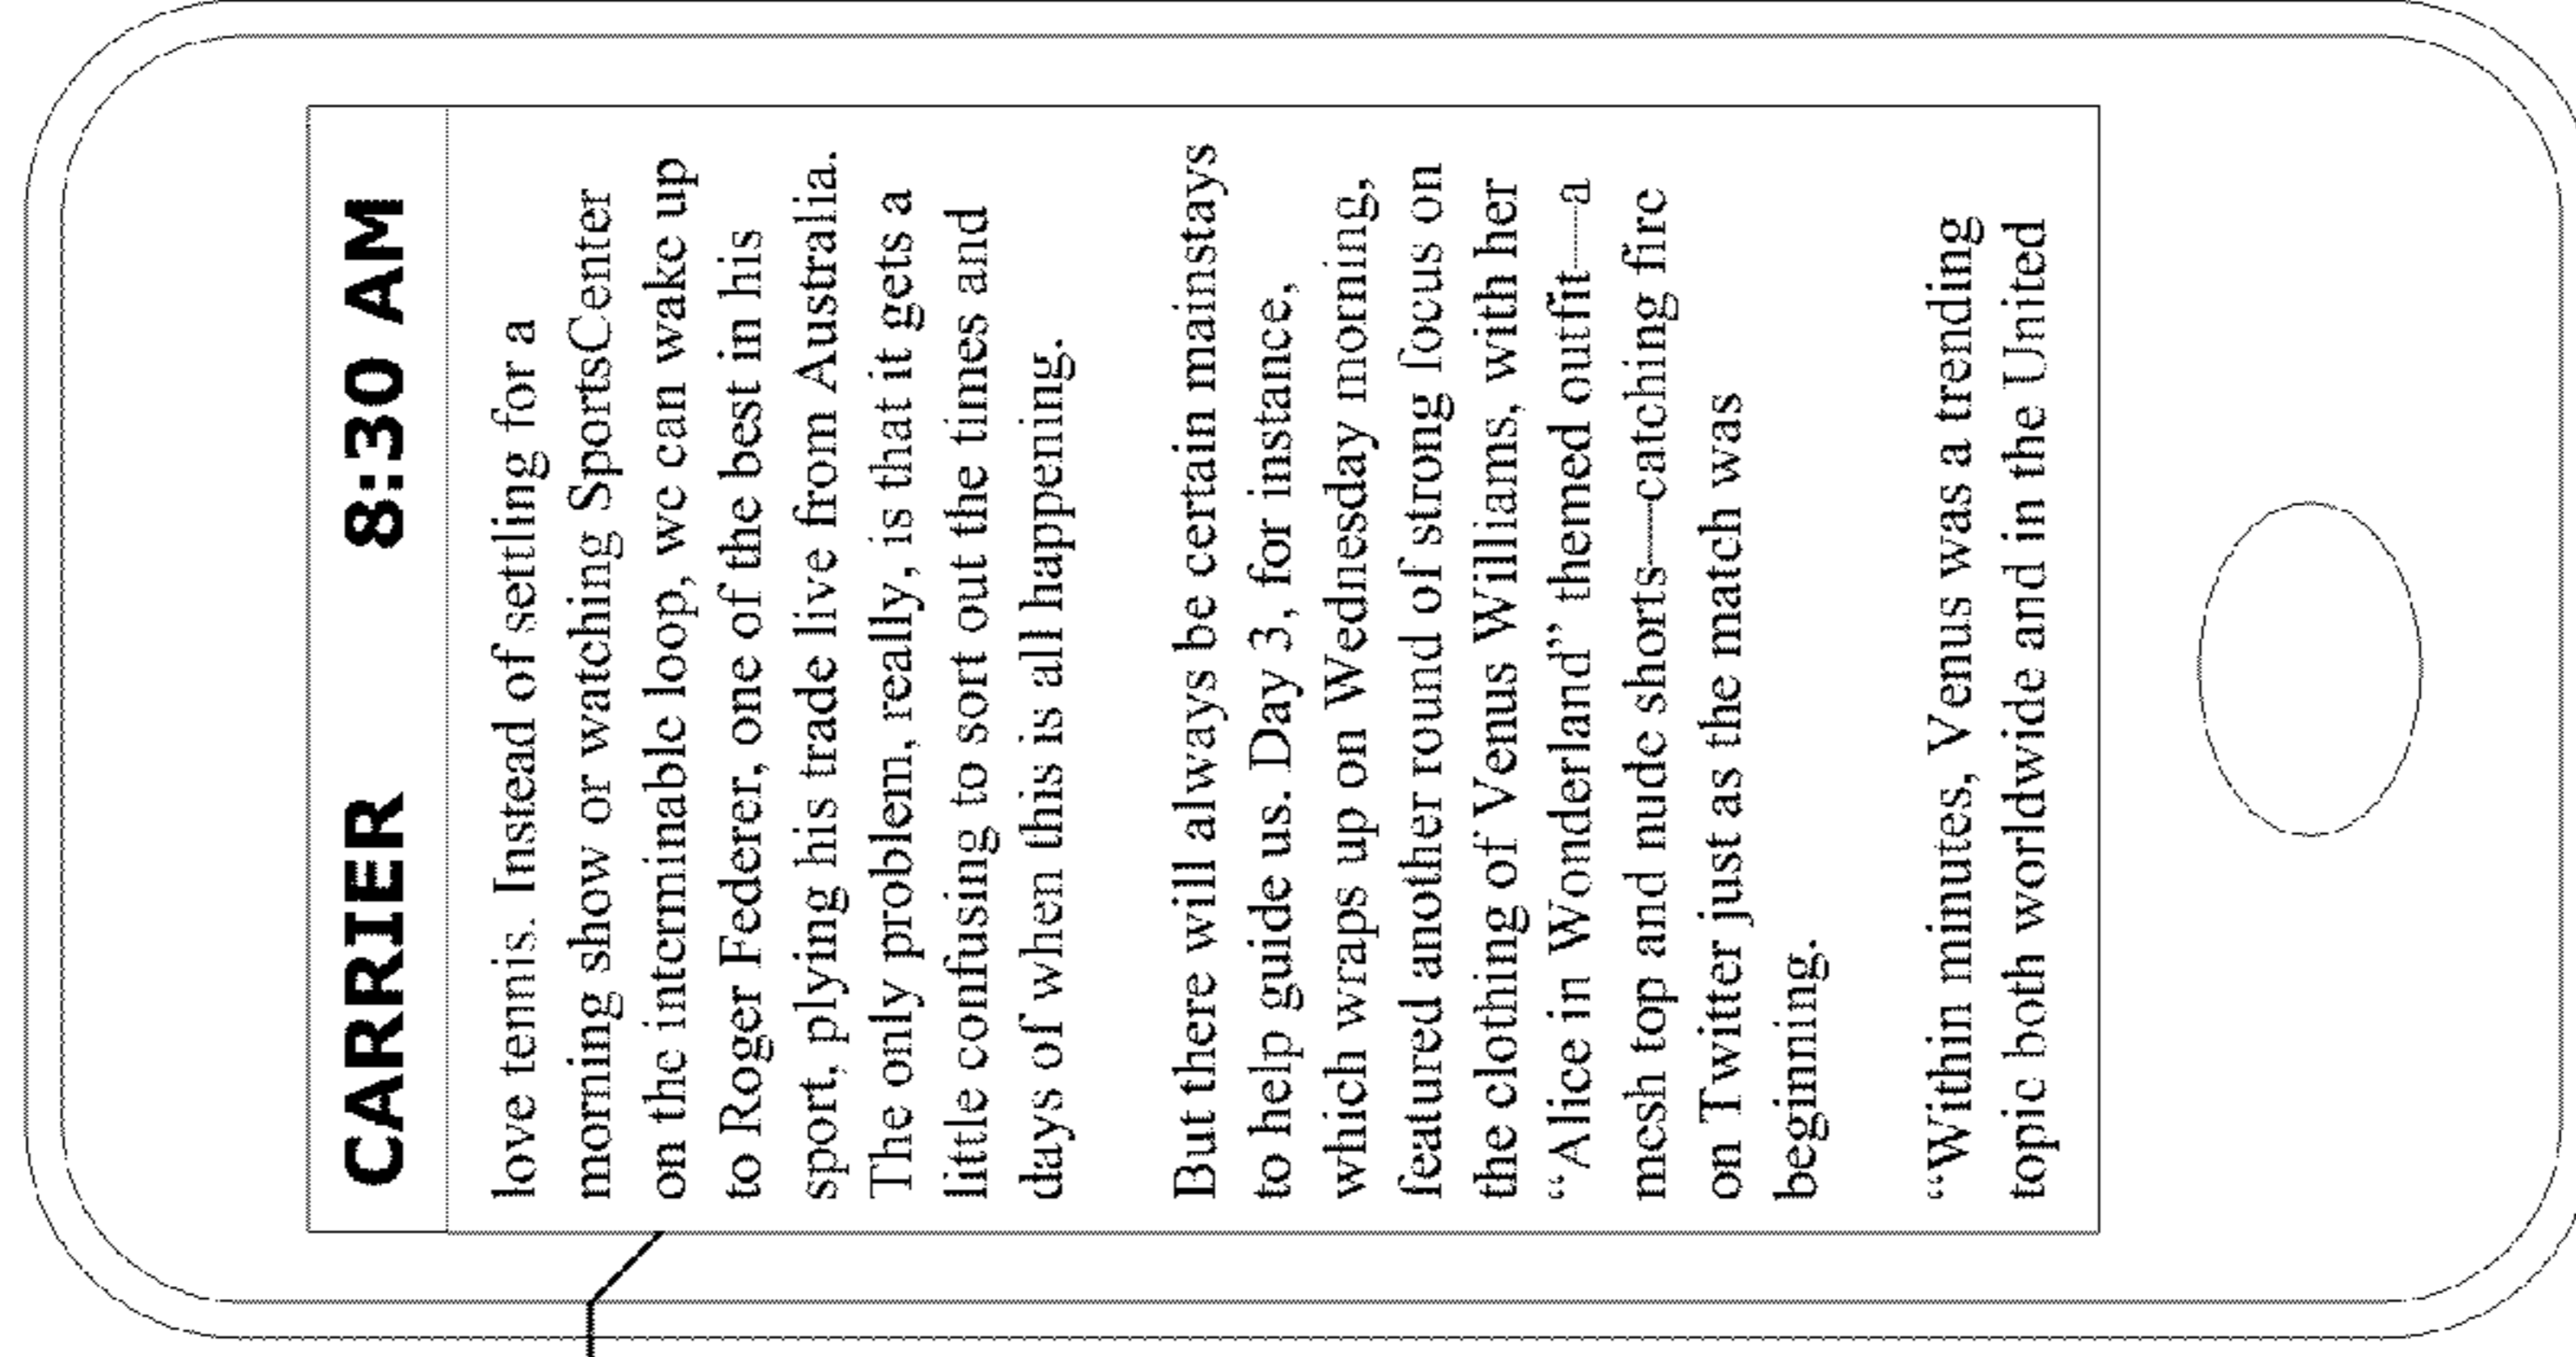 CARRIER 8:30 AM
love tennis. Instead of settling for a
morning show or watching SportsCenter
on the interminable loop, we can wake up
to Roger Federer, one of the best in his
sport, plying his trade live from Australia.
The only problem, really, is that it gets a
little confusing to sort out the times and
days of when this is all happening.
But there will always be certain mainstays
to help guide us. Day 3, for instance,
which wraps up on Wednesday morning,
featured another round of strong focus on
the clothing of Venus Williams, with her
“Alice in Wonderland” themed outfit—a
mesh top and nude shorts—catching fire
on Twitter just as the match was
beginning.
“Within minutes, Venus was a trending
topic both worldwide and in the United